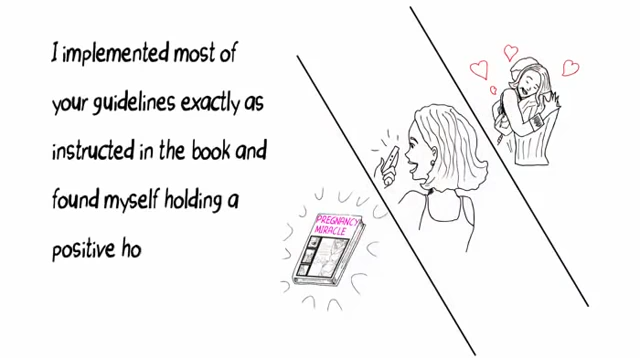 I implemented most of
your guidelines exactly as
instructed in the book and
found myself holding a
positive ho
PREGNANCY
MIRACLE